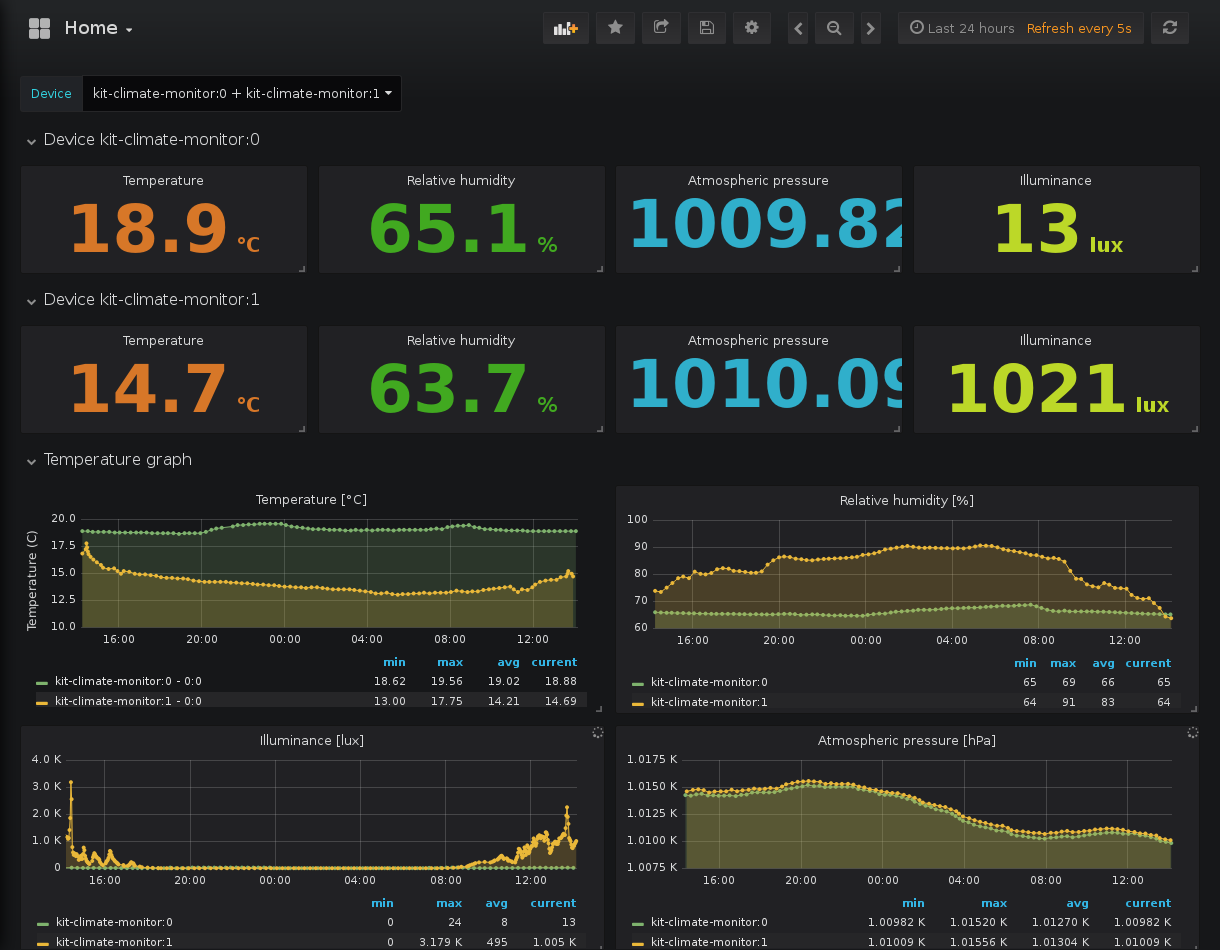 Home
Last 24 hours Refresh every 5s
Device kit-climate-monitor:0 + kit-climate-monitor:1
Device kit-climate-monitor:0
Temperature Relative humidity Atmospheric pressure Illuminance
18.9 °C 65.1 % 1009.82 13 lux
Device kit-climate-monitor:1
Temperature Relative humidity Atmospheric pressure Illuminance
14.7 °C 63.7 % 1010.09 1021 lux
Temperature graph
Temperature [°C]
Temperature (C)
20.0
17.5
15.0
12.5
10.0
16:00 20:00 00:00 04:00 08:00 12:00
min max avg current
kit-climate-monitor:0 - 0:0 18.62 19.56 19.02 18.88
kit-climate-monitor:1 - 0:0 13.00 17.75 14.21 14.69
Relative humidity [%]
100
90
80
70
60
16:00 20:00 00:00 04:00 08:00 12:00
min max avg current
kit-climate-monitor:0 65 69 66 65
kit-climate-monitor:1 64 91 83 64
Illuminance [lux]
4.0 K
3.0 K
2.0 K
1.0 K
0
16:00 20:00 00:00 04:00 08:00 12:00
min max avg current
kit-climate-monitor:0 0 24 8 13
kit-climate-monitor:1 0 3.179 K 495 1.005 K
Atmospheric pressure [hPa]
1.0175 K
1.0150 K
1.0125 K
1.0100 K
1.0075 K
16:00 20:00 00:00 04:00 08:00 12:00
min max avg current
kit-climate-monitor:0 1.00982 K 1.01520 K 1.01270 K 1.00982 K
kit-climate-monitor:1 1.01009 K 1.01556 K 1.01304 K 1.01009 K